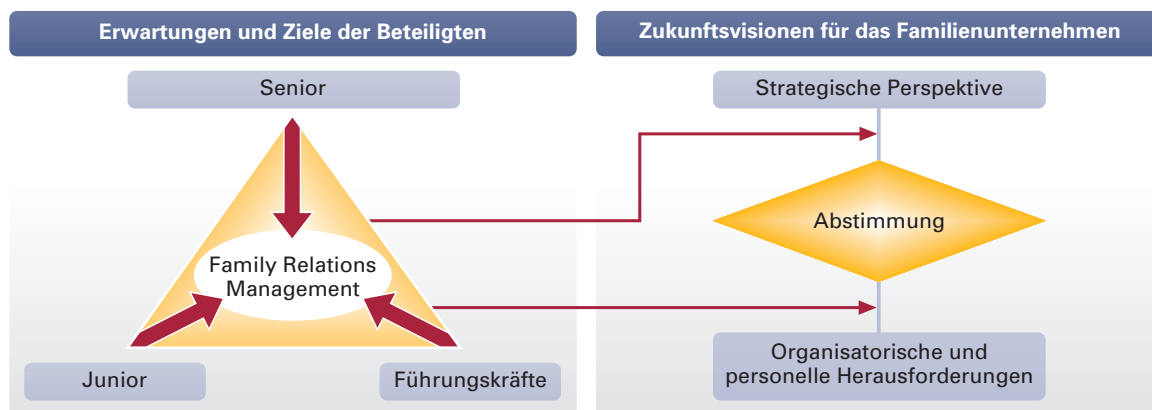 Erwartungen und Ziele der Beteiligten
Senior
Family Relations
Management
Junior
Führungskräfte
Zukunftsvisionen für das Familienunternehmen
Strategische Perspektive
Abstimmung
Organisatorische und
personelle Herausforderungen